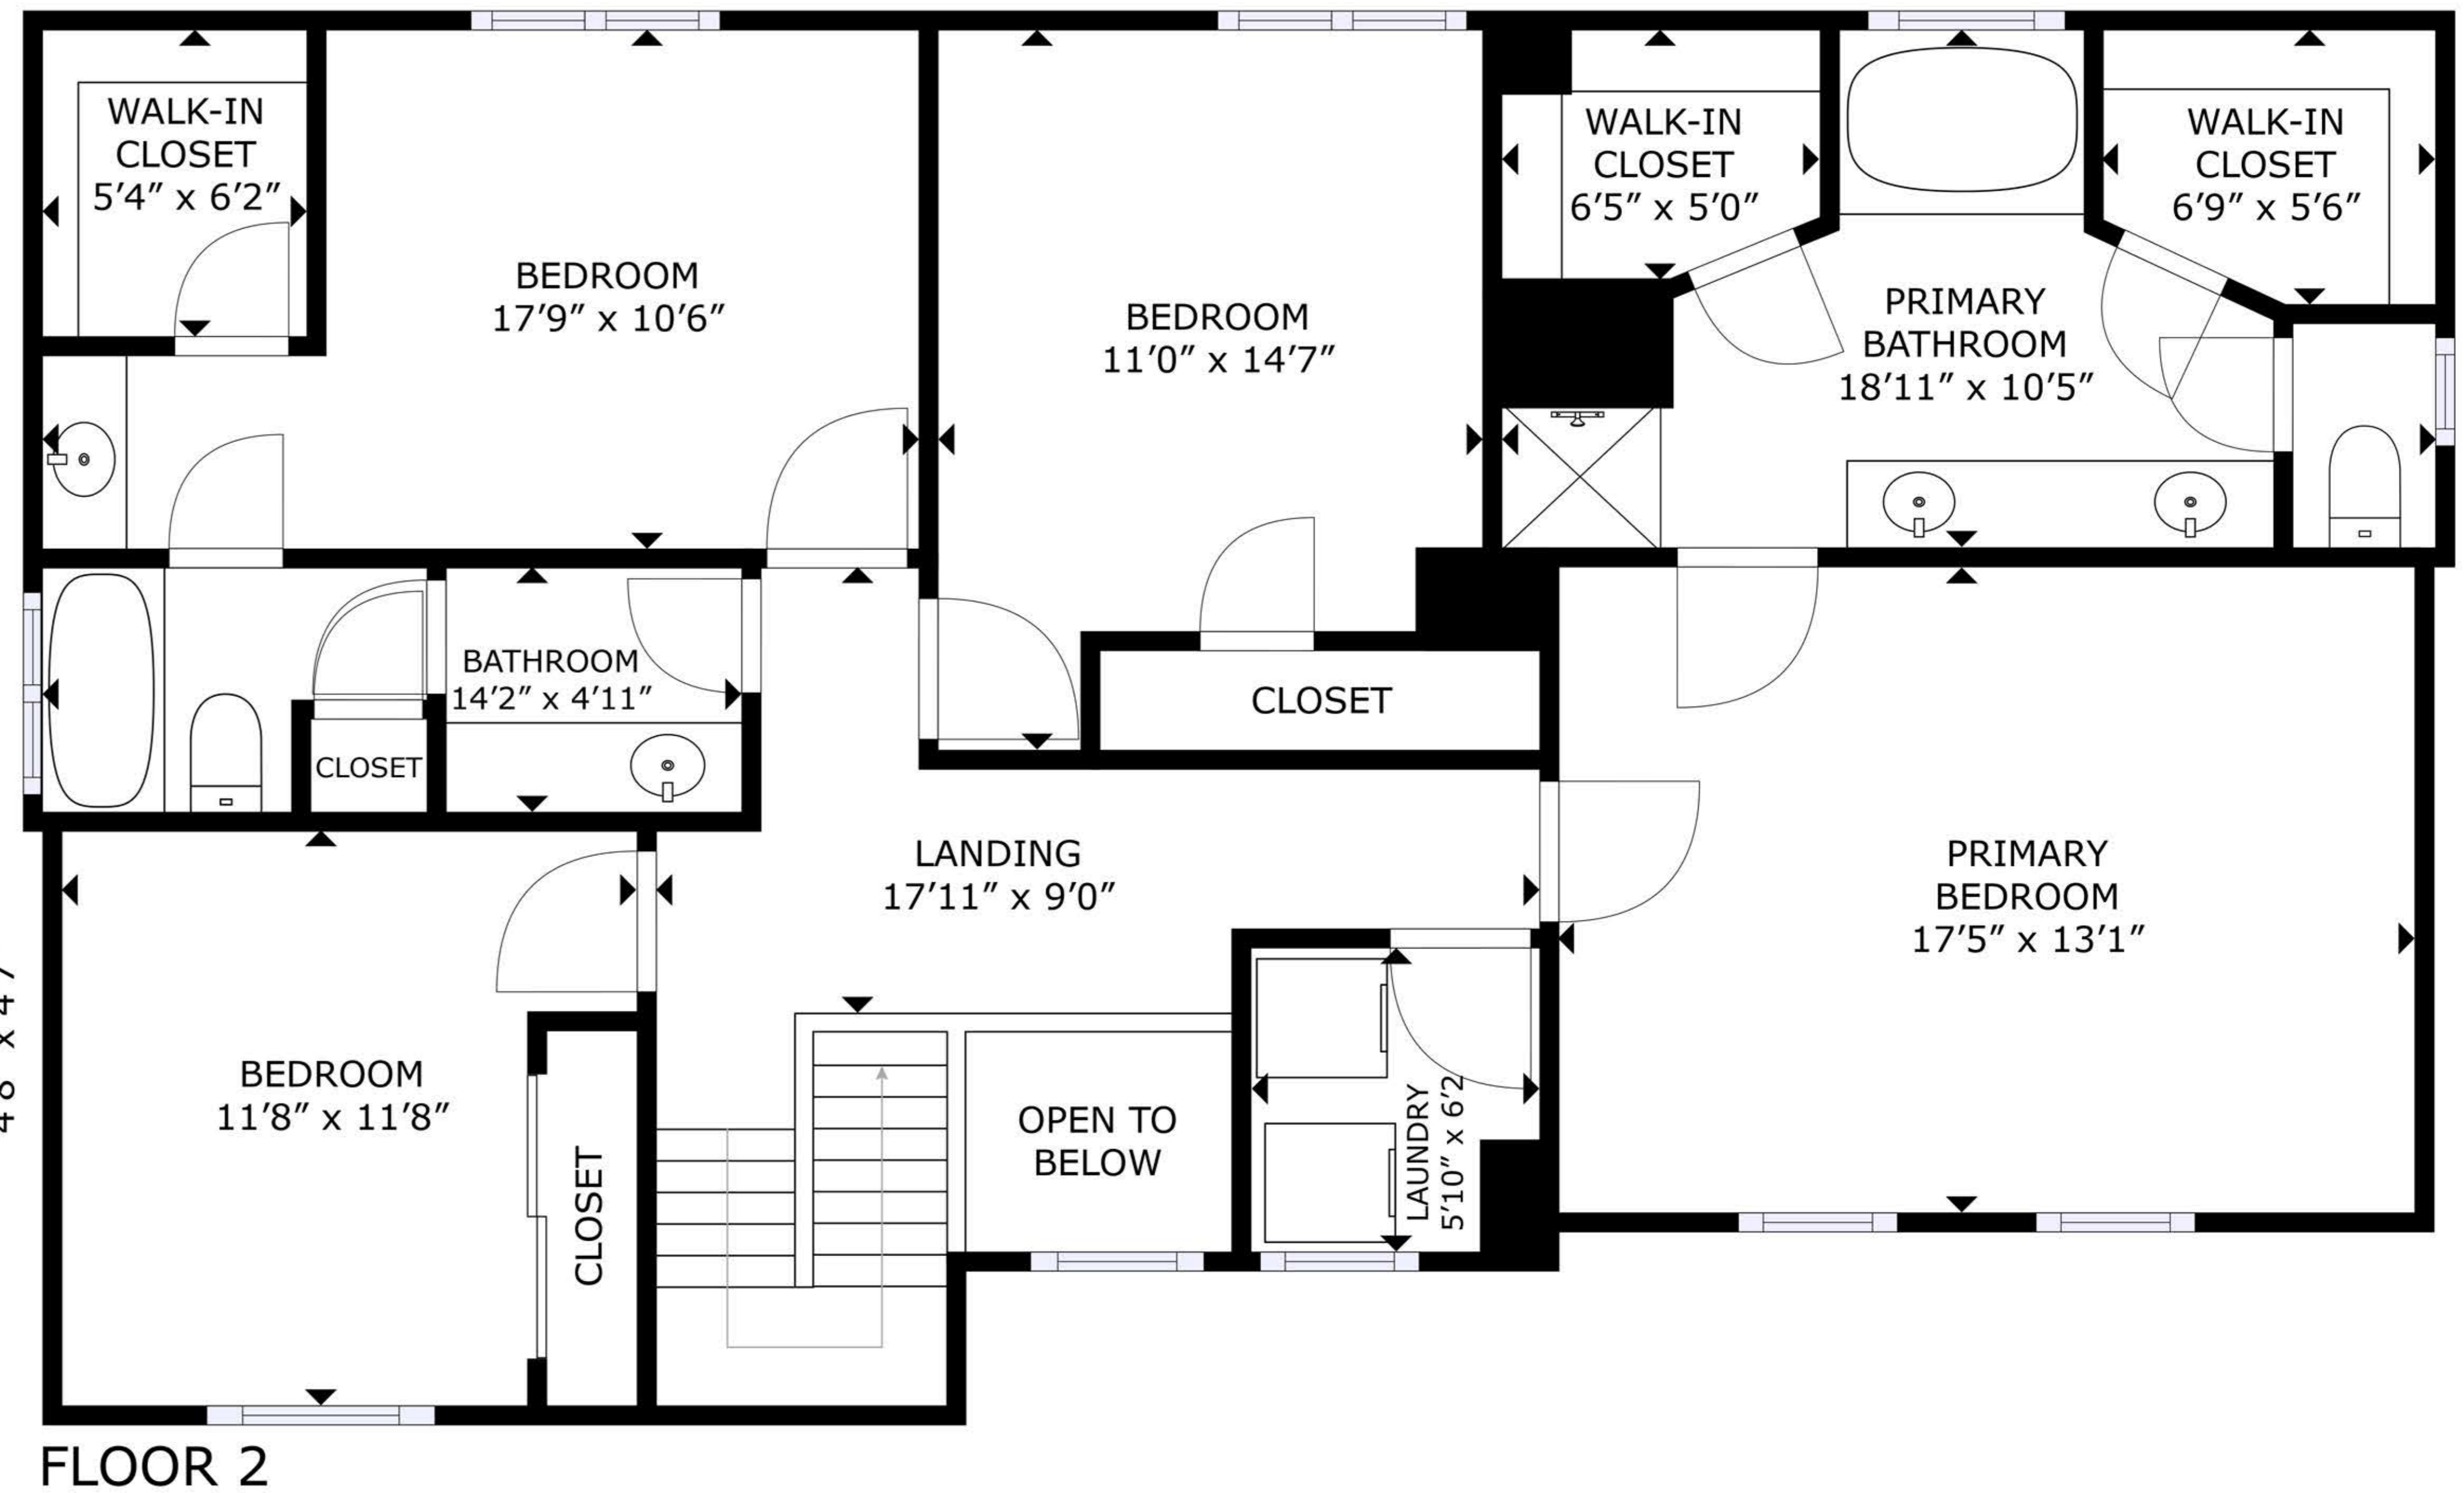 WALK-IN
CLOSET
5'4" x 6'2"
BEDROOM
17'9" x 10'6"
BEDROOM
11'0" x 14'7"
WALK-IN
CLOSET
6'5" x 5'0"
PRIMARY
BATHROOM
18'11" x 10'5"
WALK-IN
CLOSET
6'9" x 5'6"
BATHROOM
14'2" x 4'11"
CLOSET
CLOSET
LANDING
17'11" x 9'0"
PRIMARY
BEDROOM
17'5" x 13'1"
BEDROOM
11'8" x 11'8"
CLOSET
OPEN TO
BELOW
LAUNDRY
5'10" x 6'2
FLOOR 2